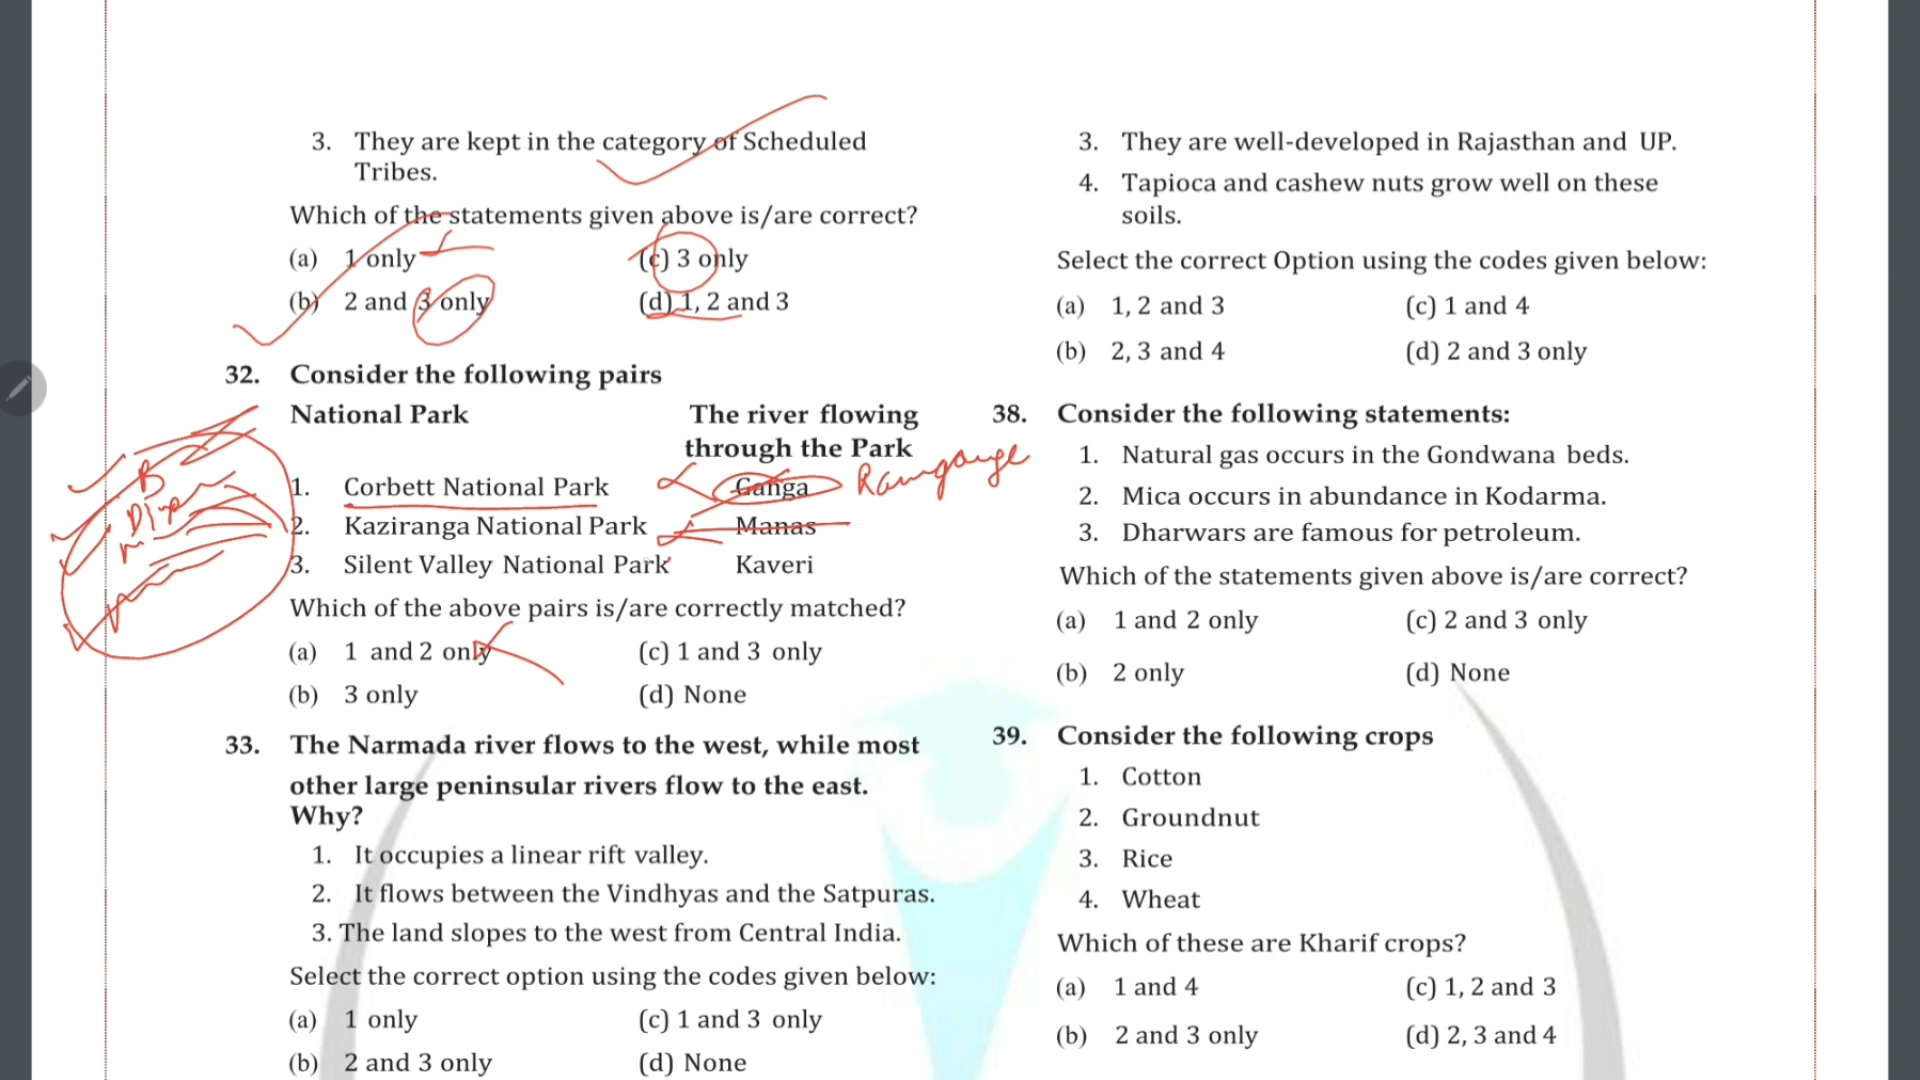 3. They are kept in the category of Scheduled
Tribes.
Which of the statements given above is/are correct?
(a) 1 only
(c) 3 only
(b) 2 and 3 only
(d) 1, 2 and 3
32. Consider the following pairs
National Park
The river flowing
through the Park
1. Corbett National Park Ganga Ramganga
2. Kaziranga National Park Manas
3. Silent Valley National Park Kaveri
Which of the above pairs is/are correctly matched?
(a) 1 and 2 only
(c) 1 and 3 only
(b) 3 only
(d) None
33. The Narmada river flows to the west, while most
other large peninsular rivers flow to the east.
Why?
1. It occupies a linear rift valley.
2. It flows between the Vindhyas and the Satpuras.
3. The land slopes to the west from Central India.
Select the correct option using the codes given below:
(a) 1 only
(c) 1 and 3 only
(b) 2 and 3 only
(d) None
B
3. They are well-developed in Rajasthan and UP.
4. Tapioca and cashew nuts grow well on these
soils.
Select the correct Option using the codes given below:
(a) 1, 2 and 3
(c) 1 and 4
(b) 2, 3 and 4
(d) 2 and 3 only
38. Consider the following statements:
1. Natural gas occurs in the Gondwana beds.
2. Mica occurs in abundance in Kodarma.
3. Dharwars are famous for petroleum.
Which of the statements given above is/are correct?
(a) 1 and 2 only
(c) 2 and 3 only
(b) 2 only
(d) None
39. Consider the following crops
1. Cotton
2. Groundnut
3. Rice
4. Wheat
Which of these are Kharif crops?
(a) 1 and 4
(c) 1, 2 and 3
(b) 2 and 3 only
(d) 2, 3 and 4